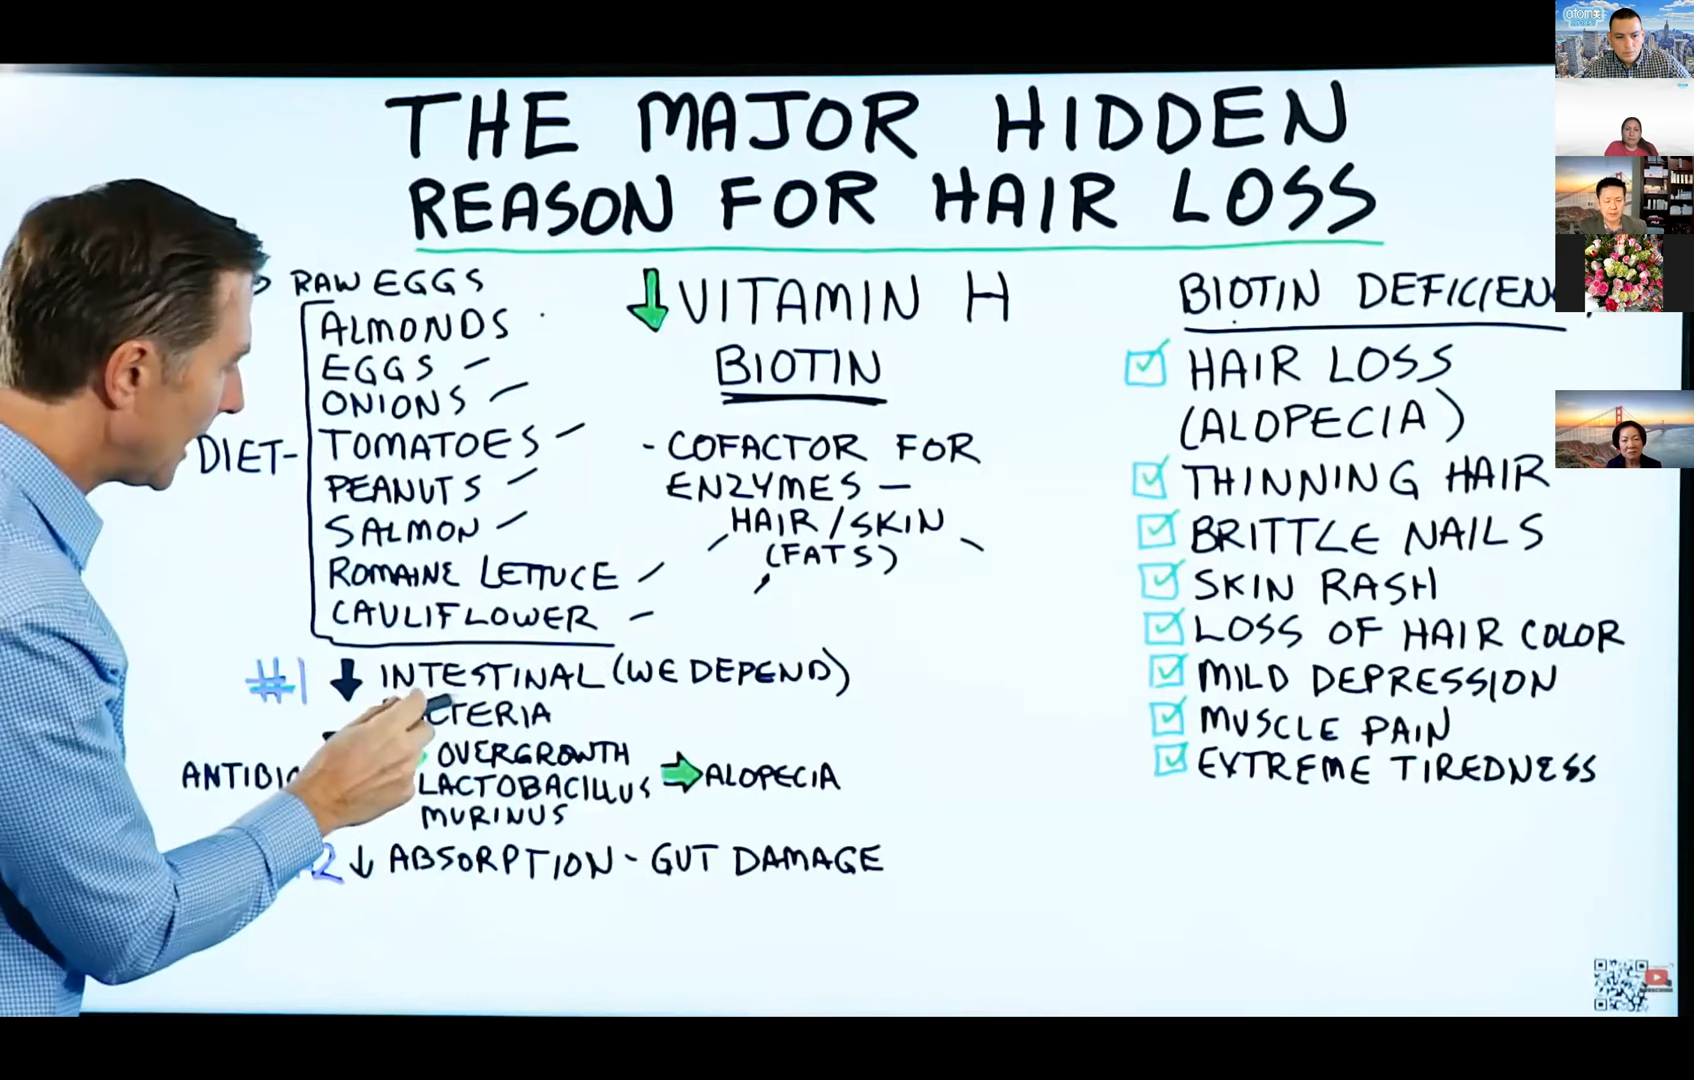 THE MAJOR HIDDEN
REASON FOR HAIR LOSS
RAW EGGS
DIET-
ALMONDS
EGGS
ONIONS
TOMATOES
PEANUTS
SALMON
ROMAINE LETTUCE
CAULIFLOWER
#1 ↓ INTESTINAL (WE DEPEND)
OVERGROWTH
LACTOBACILLUS
MURINUS
→ ALOPECIA
2 ↓ ABSORPTION - GUT DAMAGE
↓ VITAMIN H
BIOTIN
- COFACTOR FOR
ENZYMES —
HAIR/SKIN
(FATS)
BIOTIN
HAIR LOSS
(ALOPECIA)
THINNING HAIR
BRITTLE NAILS
SKIN RASH
LOSS OF HAIR COLOR
MILD DEPRESSION
MUSCLE PAIN
EXTREME TIREDNESS